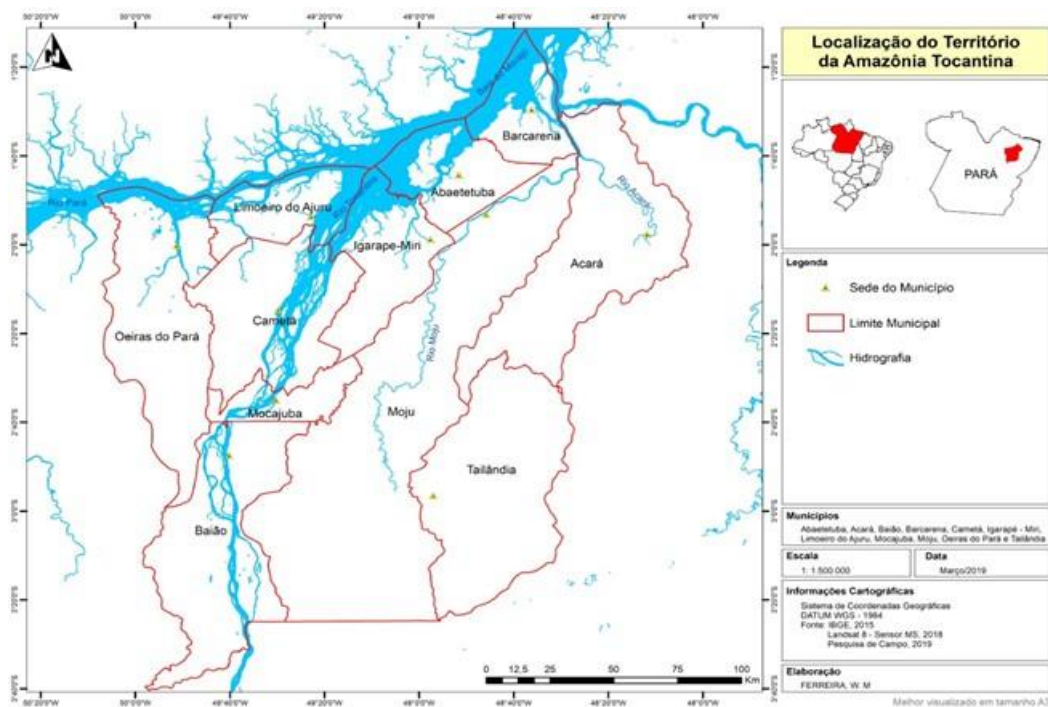 Localização do Território
da Amazônia Tocantina
PARÁ
Legenda
Sede do Município
Limite Municipal
Hidrografia
Municípios
Abaetetuba, Acará, Baião, Barcarena, Cametá, Igarapé - Miri,
Limoeiro do Ajuru, Mocajuba, Moju, Oeiras do Pará e Tailândia
Escala
1: 1:500.000
Data
Março/2019
Informações Cartográficas
Sistema de Coordenadas Geográficas
DATUM WGS - 1984
Fonte: IBGE, 2015
Landsat 8 - Sensor MS, 2018
Pesquisa de Campo, 2019
Elaboração
FERREIRA, W. M
Melhor visualizado em tamanho A3
N
Barcarena
Abaetetuba
Rio Pará
Limoeiro do Ajuru
Igarape-Miri
Rio Acará
Acará
Cametá
Oeiras do Pará
Rio Moju
Mocajuba
Moju
Tailândia
Baião
0 12,5 25 50 75 100
Km